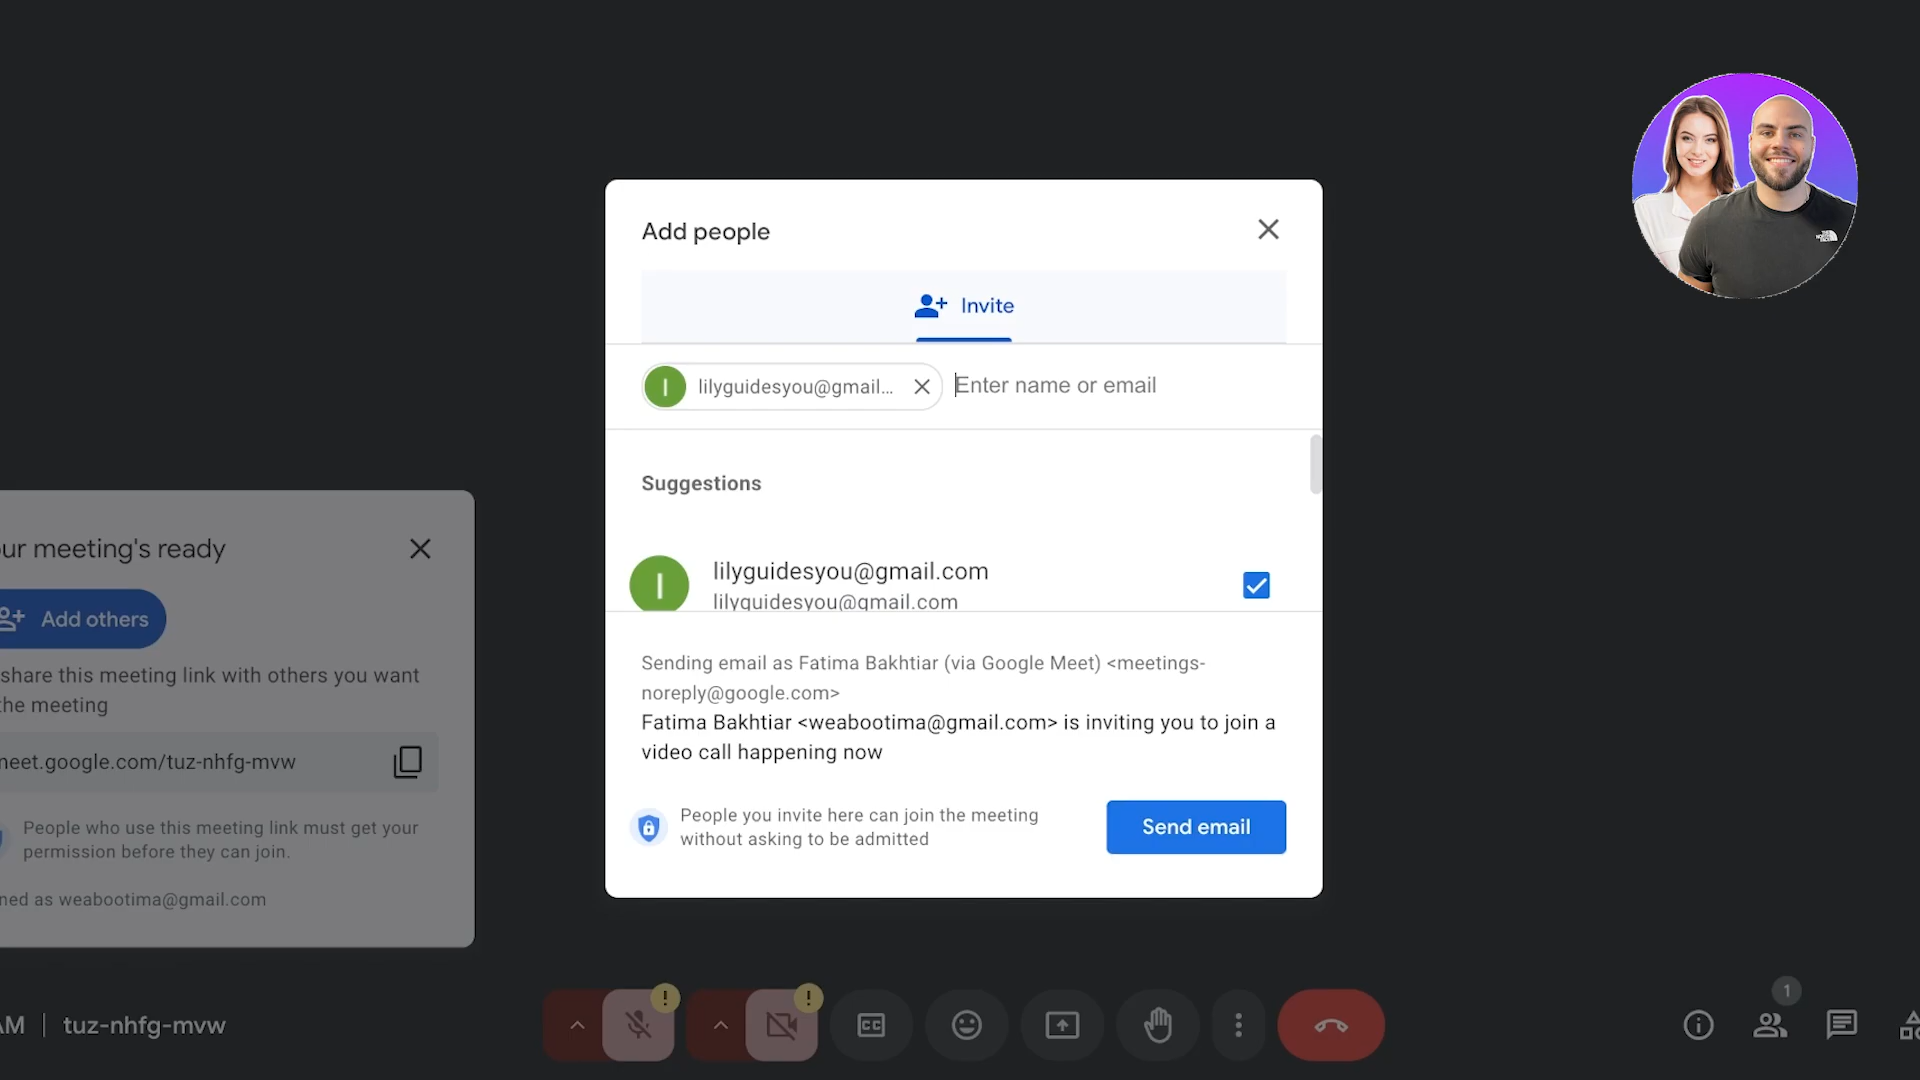 Add people
Invite
I
lilyguidesyou@gmail...
Enter name or email
Suggestions
I
lilyguidesyou@gmail.com
lilyguidesyou@gmail.com
Sending email as Fatima Bakhtiar (via Google Meet) <meetings-
noreply@google.com>
Fatima Bakhtiar <weabootima@gmail.com> is inviting you to join a
video call happening now
People you invite here can join the meeting
without asking to be admitted
Send email
ur meeting's ready
Add others
share this meeting link with others you want
the meeting
meet.google.com/tuz-nhfg-mvw
People who use this meeting link must get your
permission before they can join.
ned as weabootima@gmail.com
AM | tuz-nhfg-mvw
!
!
CC
1